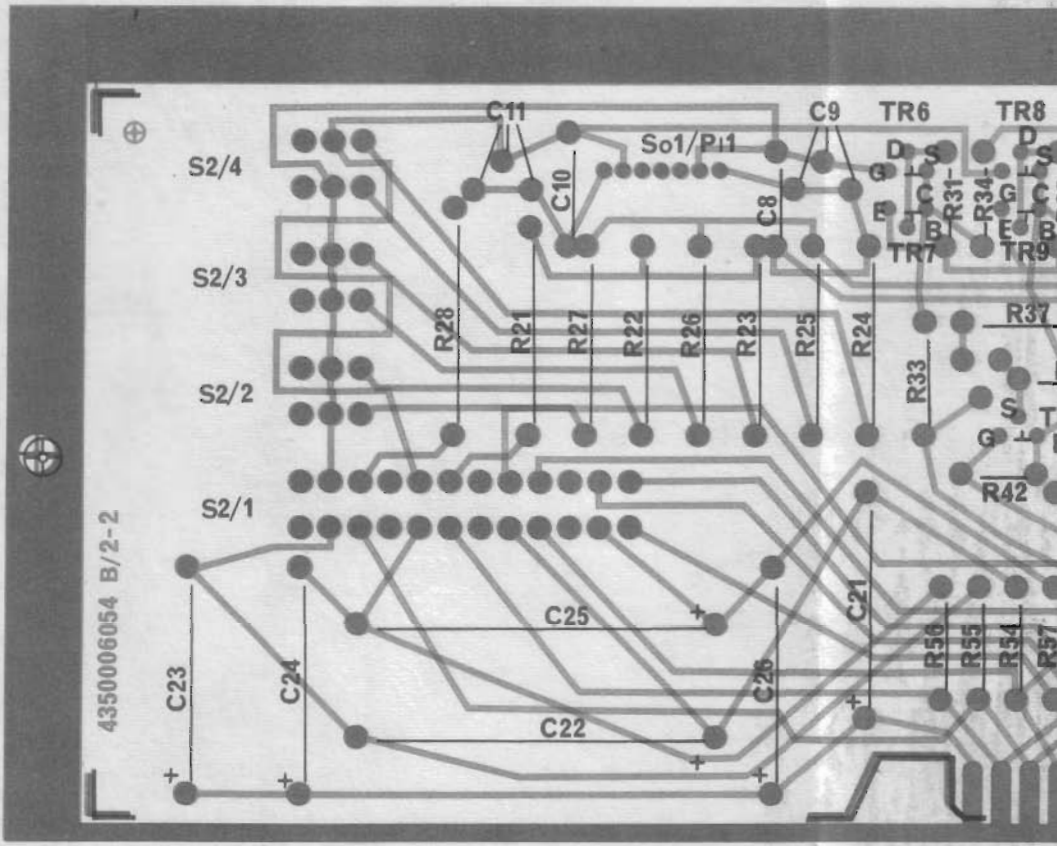 C11
C9
TR6
TR8
S2/4
So1/Pi1
D
S
D
S
G
C10
C8
R31
R34
G
E
C
B
E
C
B
TR7
TR9
S2/3
R28
R21
R27
R22
R26
R23
R25
R24
R37
R33
S2/2
S
T
G
R42
S2/1
43500006054 B/2-2
C25
+
C21
R56
R55
R54
R57
C23
C24
C26
C22
+
+
+
+
+